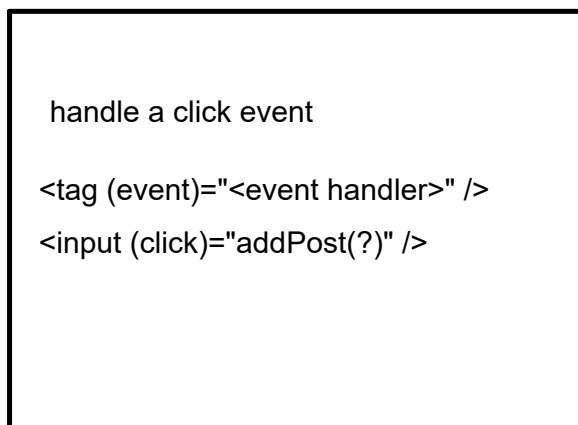 handle a click event
<tag (event)="<event handler>" />
<input (click)="addPost(?)" />